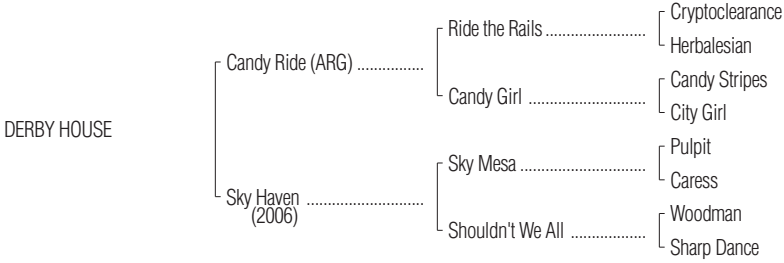 DERBY HOUSE
Candy Ride (ARG) ................
Sky Haven ............................
(2006)
Ride the Rails ........................
Candy Girl ............................
Sky Mesa ..............................
Shouldn't We All ..................
Cryptoclearance
Herbalesian
Candy Stripes
City Girl
Pulpit
Caress
Woodman
Sharp Dance